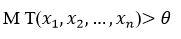 M T(x₁, x₂, …, xₙ)> θ